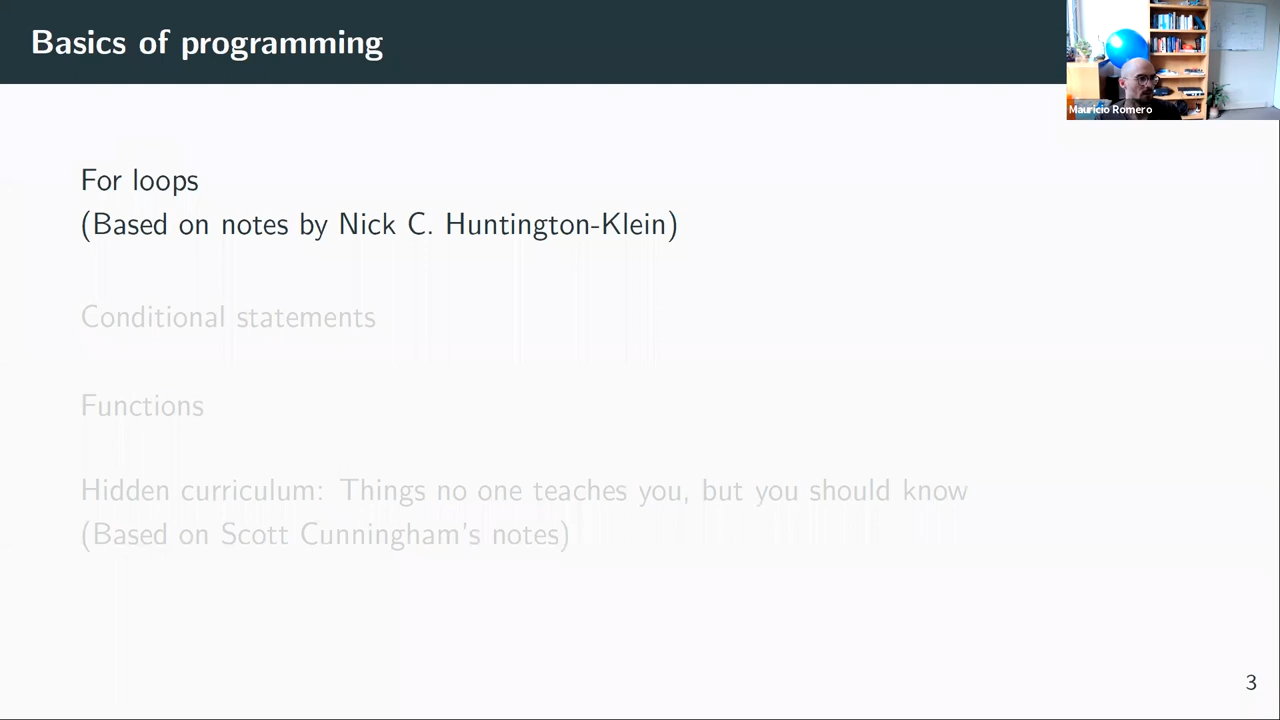 Basics of programming
Mauricio Romero
For loops
(Based on notes by Nick C. Huntington-Klein)
Conditional statements
Functions
Hidden curriculum: Things no one teaches you, but you should know
(Based on Scott Cunningham's notes)
3